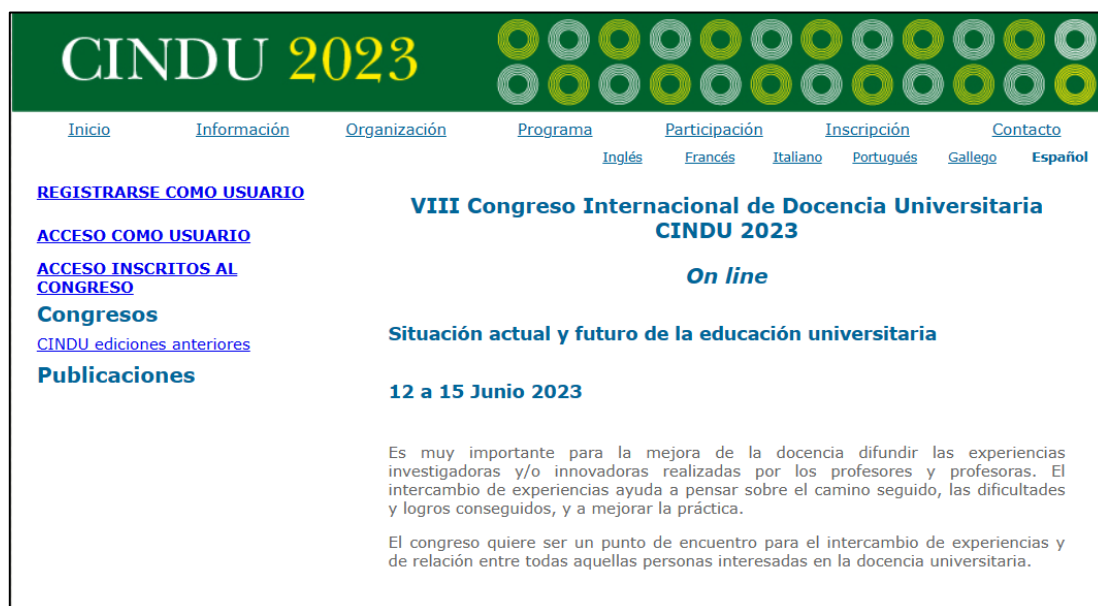 CINDU 2023
Inicio Información Organización Programa Participación Inscripción Contacto
Inglés Francés Italiano Portugués Gallego Español
REGISTRARSE COMO USUARIO
ACCESO COMO USUARIO
ACCESO INSCRITOS AL
CONGRESO
Congresos
CINDU ediciones anteriores
Publicaciones
VIII Congreso Internacional de Docencia Universitaria
CINDU 2023
On line
Situación actual y futuro de la educación universitaria
12 a 15 Junio 2023
Es muy importante para la mejora de la docencia difundir las experiencias
investigadoras y/o innovadoras realizadas por los profesores y profesoras. El
intercambio de experiencias ayuda a pensar sobre el camino seguido, las dificultades
y logros conseguidos, y a mejorar la práctica.
El congreso quiere ser un punto de encuentro para el intercambio de experiencias y
de relación entre todas aquellas personas interesadas en la docencia universitaria.